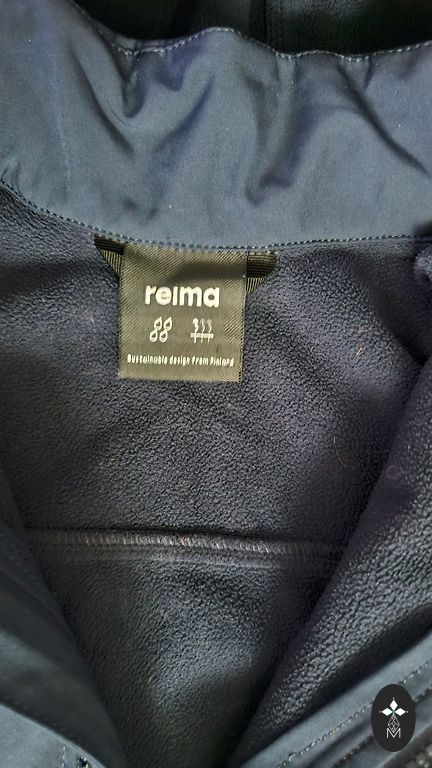 reima
Sustainable design from Finland
M